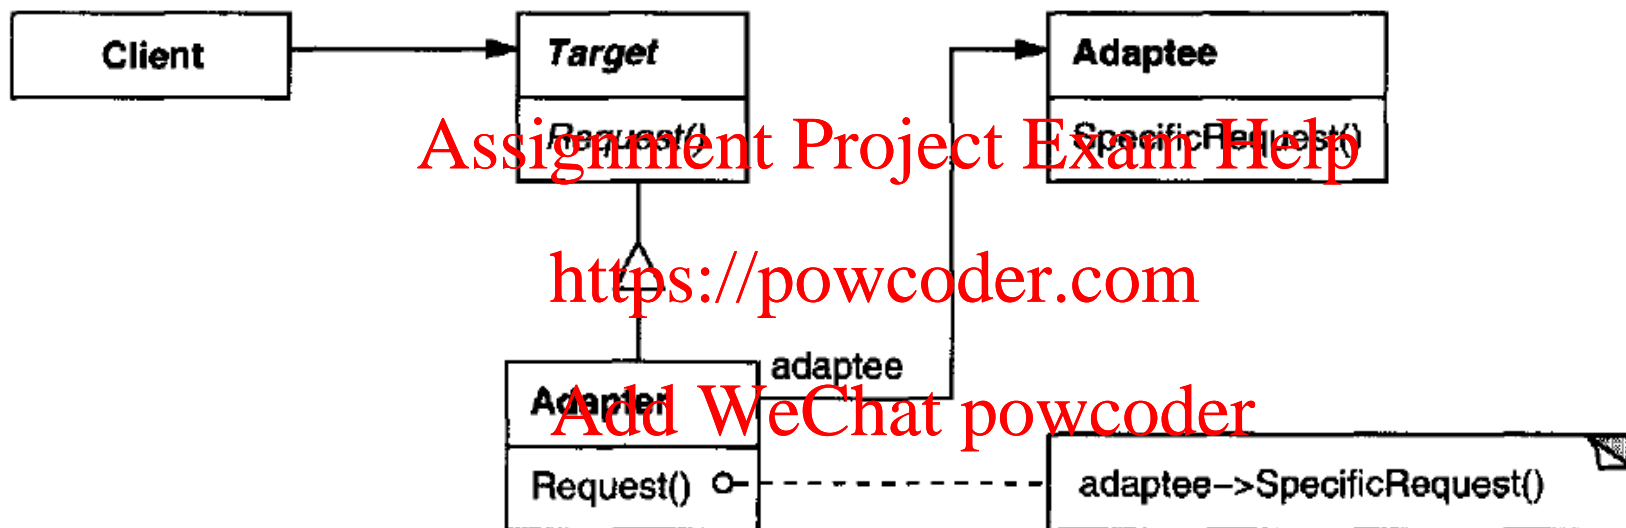 Client
Target
Adaptee
Request()
SpecificRequest()
Assignment Project Exam Help
https://powcoder.com
adaptee
Adapter
Add WeChat powcoder
Request()
adaptee->SpecificRequest()